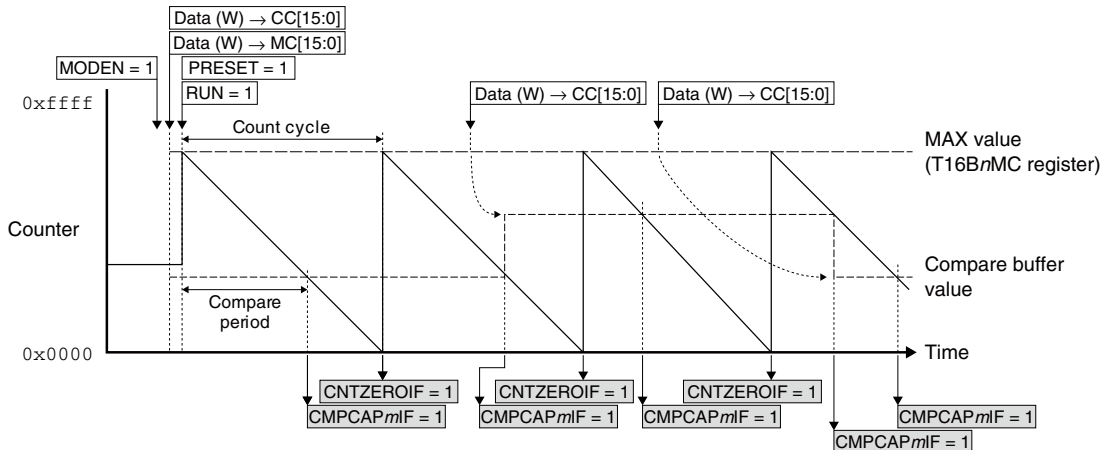 Data (W) → CC[15:0]
Data (W) → MC[15:0]
MODEN = 1
PRESET = 1
RUN = 1
Data (W) → CC[15:0]
Data (W) → CC[15:0]
0xffff
Count cycle
MAX value
(T16BnMC register)
Counter
Compare buffer
value
Compare
period
0x0000
Time
CNTZEROIF = 1
CNTZEROIF = 1
CNTZEROIF = 1
CMPCAPmIF = 1
CMPCAPmIF = 1
CMPCAPmIF = 1
CMPCAPmIF = 1
CMPCAPmIF = 1